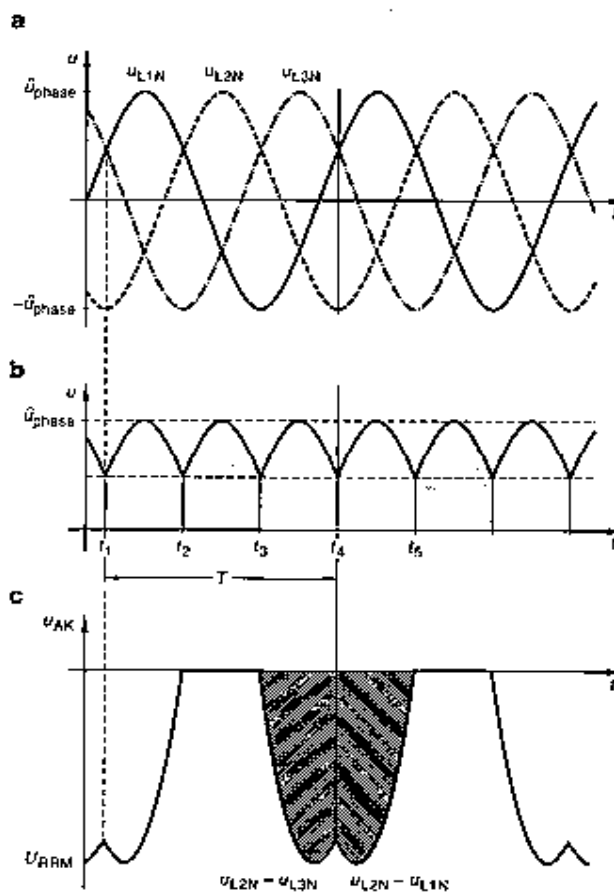 a
u
u_L1N u_L2N u_L3N
û_phase
t
-û_phase
b
u
û_phase
t_1 t_2 t_3 t_4 t_5 t
T
c
u_AK
t
U_RRM
u_L2N - u_L3N u_L2N - u_L1N